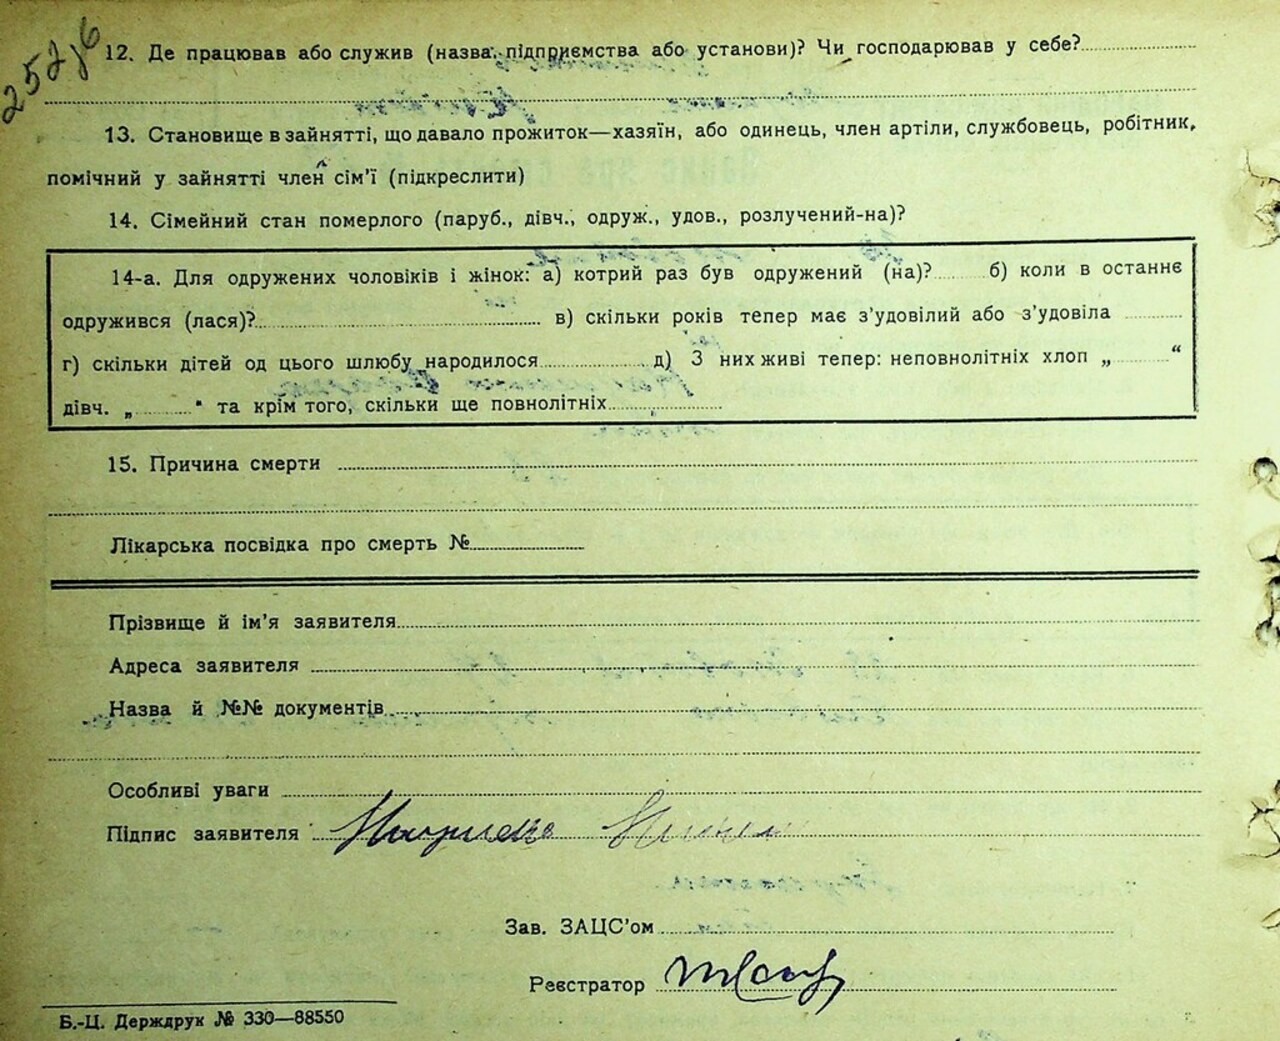 252
12. Де працював або служив (назва підприємства або установи)? Чи господарював у себе?
13. Становище в зайнятті, що давало прожиток—хазяїн, або одинець, член артіли, службовець, робітник,
помічний у зайнятті член сім'ї (підкреслити)
14. Сімейний стан померлого (паруб., дівч., одруж., удов., розлучений-на)?
14-а. Для одружених чоловіків і жінок: а) котрий раз був одружений (на)? б) коли в останнє
одружився (лася)? в) скільки років тепер має з'удовілий або з'удовіла
г) скільки дітей од цього шлюбу народилося д) З них живі тепер: неповнолітніх хлоп „ “
дівч. „ “ та крім того, скільки ще повнолітніх
15. Причина смерти
Лікарська посвідка про смерть №
Прізвище й ім'я заявителя
Адреса заявителя
Назва й №№ документів
Особливі уваги
Підпис заявителя
Зав. ЗАЦС'ом
Реєстратор
Б.-Ц. Держдрук № 330—88550